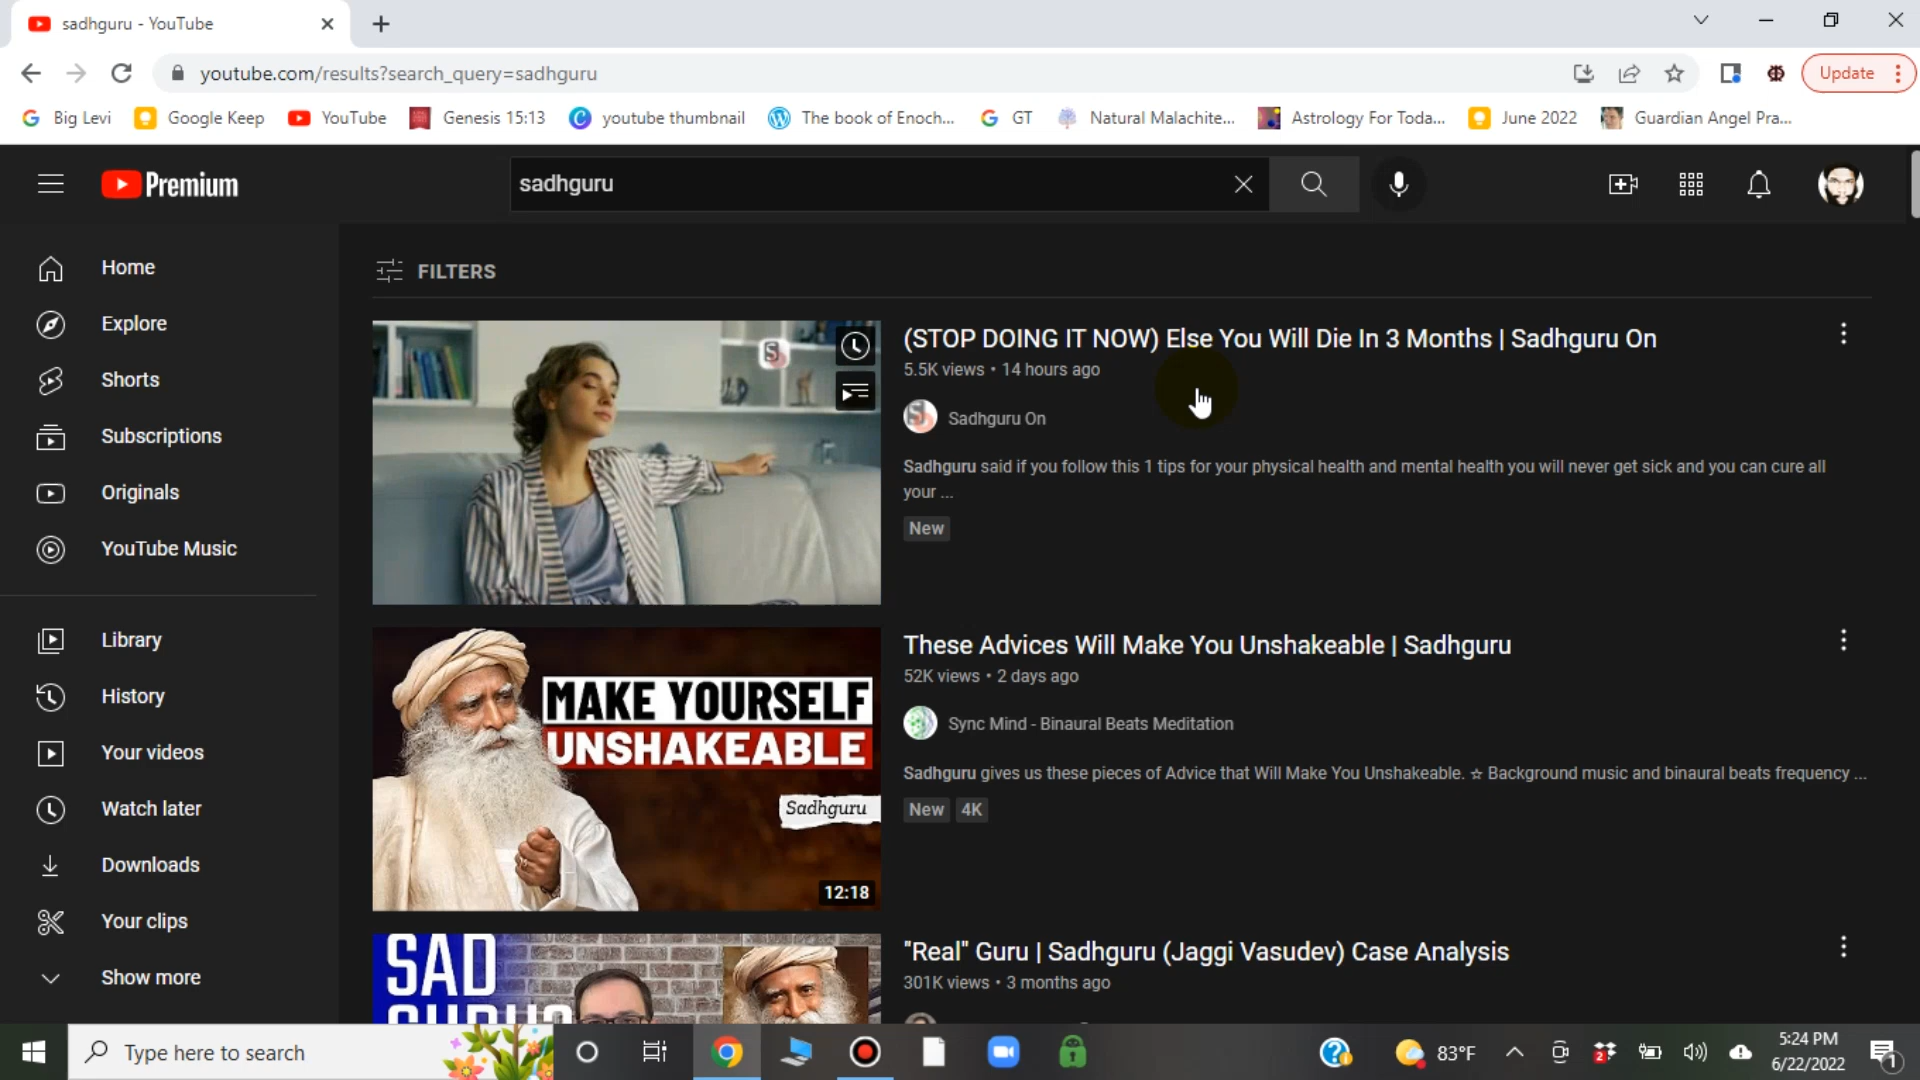 sadhguru - YouTube
youtube.com/results?search_query=sadhguru
Update
Big Levi
Google Keep
YouTube
Genesis 15:13
youtube thumbnail
The book of Enoch...
GT
Natural Malachite...
Astrology For Toda...
June 2022
Guardian Angel Pra...
Premium
sadhguru
Home
Explore
Shorts
Subscriptions
Originals
YouTube Music
Library
History
Your videos
Watch later
Downloads
Your clips
Show more
FILTERS
S
(STOP DOING IT NOW) Else You Will Die In 3 Months | Sadhguru On
5.5K views • 14 hours ago
Sadhguru On
Sadhguru said if you follow this 1 tips for your physical health and mental health you will never get sick and you can cure all
your ...
New
MAKE YOURSELF
UNSHAKEABLE
Sadhguru
12:18
These Advices Will Make You Unshakeable | Sadhguru
52K views • 2 days ago
Sync Mind - Binaural Beats Meditation
Sadhguru gives us these pieces of Advice that Will Make You Unshakeable. ☆ Background music and binaural beats frequency ...
New 4K
SAD
"Real" Guru | Sadhguru (Jaggi Vasudev) Case Analysis
301K views • 3 months ago
Type here to search
83°F
2
5:24 PM
6/22/2022
1